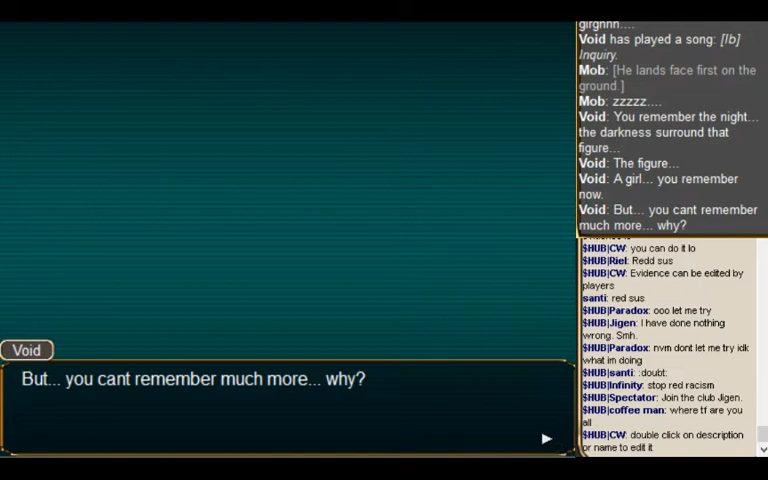 girghnh....
Void has played a song: [lb]
Inquiry.
Mob: [He lands face first on the
ground.]
Mob: zzzzz....
Void: You remember the night...
the darkness surround that
figure...
Void: The figure...
Void: A girl... you remember
now.
Void: But... you cant remember
much more... why?
$HUB|CW: you can do it lo
$HUB|Riel: Redd sus
$HUB|CW: Evidence can be edited by
players
santi: red sus
$HUB|Paradox: ooo let me try
$HUB|Jigen: I have done nothing
wrong. Smh.
$HUB|Paradox: nvm dont let me try idk
what im doing
$HUB|santi: :doubt:
$HUB|Infinity: stop red racism
$HUB|Spectator: Join the club Jigen.
$HUB|coffee man: where tf are you
all
$HUB|CW: double click on description
or name to edit it
Void
But... you cant remember much more... why?